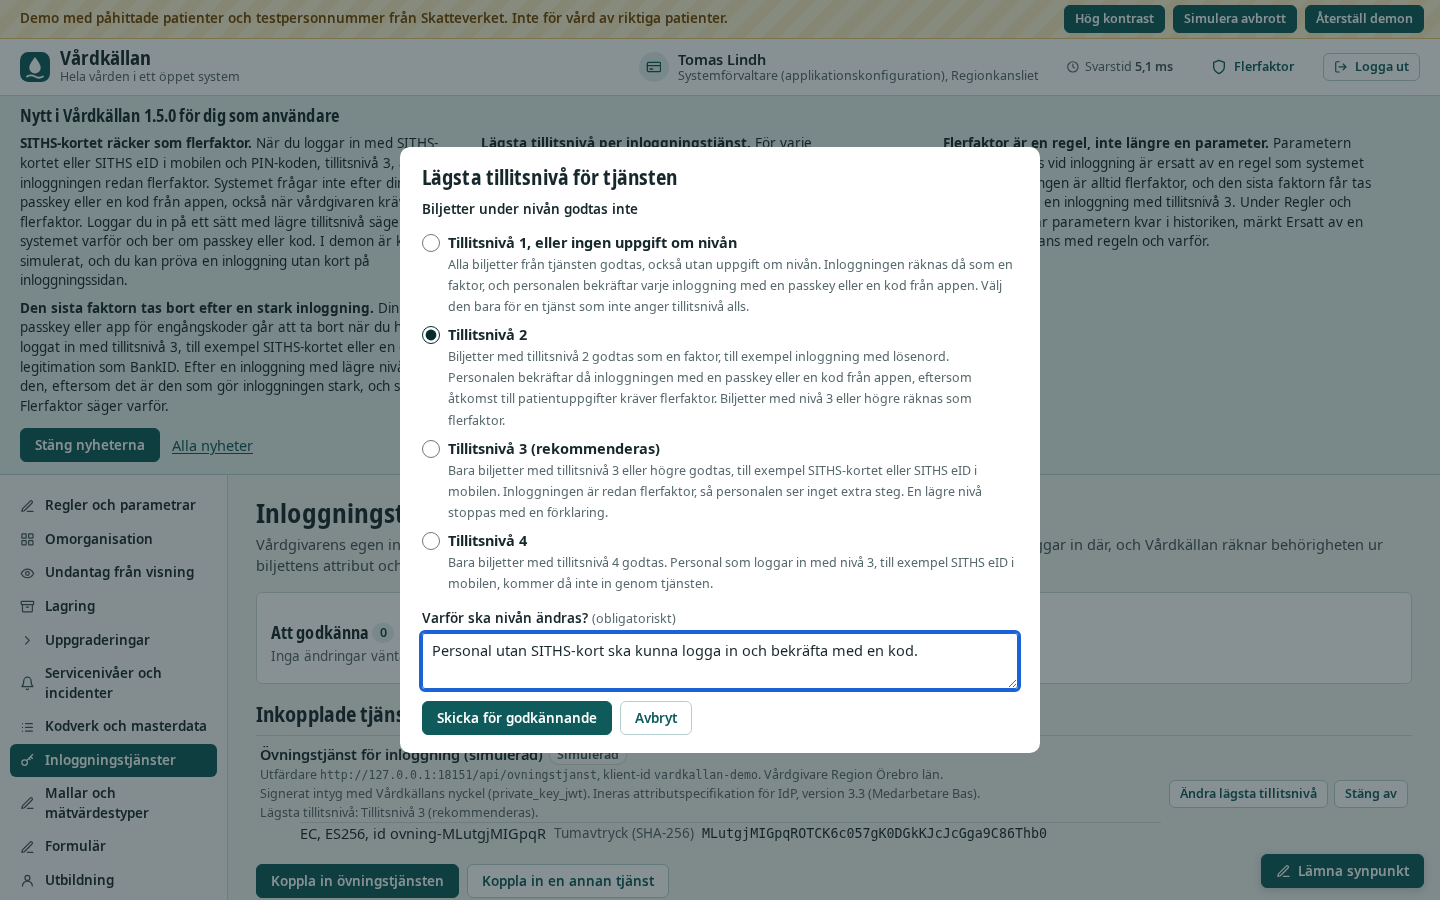 Demo med påhittade patienter och testpersonnummer från Skatteverket. Inte för vård av riktiga patienter.
Hög kontrast
Simulera avbrott
Återställ demon
Vårdkällan
Hela vården i ett öppet system
Tomas Lindh
Systemförvaltare (applikationskonfiguration), Regionkansliet
Svarstid 5,1 ms
Flerfaktor
Logga ut
Nytt i Vårdkällan 1.5.0 för dig som användare
SITHS-kortet räcker som flerfaktor. När du loggar in med SITHS-
kortet eller SITHS eID i mobilen och PIN-koden, tillitsnivå 3,
inloggningen redan flerfaktor. Systemet frågar inte efter din
passkey eller en kod från appen, också när vårdgivaren kräv
flerfaktor. Loggar du in på ett sätt med lägre tillitsnivå säge
systemet varför och ber om passkey eller kod. I demon är k
simulerat, och du kan pröva en inloggning utan kort på
inloggningssidan.
Den sista faktorn tas bort efter en stark inloggning. Din
passkey eller app för engångskoder går att ta bort när du h
loggat in med tillitsnivå 3, till exempel SITHS-kortet eller en
legitimation som BankID. Efter en inloggning med lägre nivå
den, eftersom det är den som gör inloggningen stark, och s
Flerfaktor säger varför.
Lägsta tillitsnivå per inloggningstjänst. För varje
Flerfaktor är en regel, inte längre en parameter. Parametern
s vid inloggning är ersatt av en regel som systemet
ngen är alltid flerfaktor, och den sista faktorn får tas
en inloggning med tillitsnivå 3. Under Regler och
r parametern kvar i historiken, märkt Ersatt av en
ans med regeln och varför.
Stäng nyheterna
Alla nyheter
Lägsta tillitsnivå för tjänsten
Biljetter under nivån godtas inte
Tillitsnivå 1, eller ingen uppgift om nivån
Alla biljetter från tjänsten godtas, också utan uppgift om nivån. Inloggningen räknas då som en
faktor, och personalen bekräftar varje inloggning med en passkey eller en kod från appen. Välj
den bara för en tjänst som inte anger tillitsnivå alls.
Tillitsnivå 2
Biljetter med tillitsnivå 2 godtas som en faktor, till exempel inloggning med lösenord.
Personalen bekräftar då inloggningen med en passkey eller en kod från appen, eftersom
åtkomst till patientuppgifter kräver flerfaktor. Biljetter med nivå 3 eller högre räknas som
flerfaktor.
Tillitsnivå 3 (rekommenderas)
Bara biljetter med tillitsnivå 3 eller högre godtas, till exempel SITHS-kortet eller SITHS eID i
mobilen. Inloggningen är redan flerfaktor, så personalen ser inget extra steg. En lägre nivå
stoppas med en förklaring.
Tillitsnivå 4
Bara biljetter med tillitsnivå 4 godtas. Personal som loggar in med nivå 3, till exempel SITHS eID i
mobilen, kommer då inte in genom tjänsten.
Varför ska nivån ändras? (obligatoriskt)
Personal utan SITHS-kort ska kunna logga in och bekräfta med en kod.
Skicka för godkännande
Avbryt
Regler och parametrar
Omorganisation
Undantag från visning
Lagring
Uppgraderingar
Servicenivåer och
incidenter
Kodverk och masterdata
Inloggningstjänster
Mallar och
mätvärdestyper
Formulär
Utbildning
Inloggningst
Vårdgivarens egen in
ggar in där, och Vårdkällan räknar behörigheten ur
biljettens attribut och
Att godkänna 0
Inga ändringar vänt
Inkopplade tjäns
Övningstjänst för inloggning (simulerad) Simulerad
Utfärdare http://127.0.0.1:18151/api/ovningstjanst, klient-id vardkallan-demo. Vårdgivare Region Örebro län.
Signerat intyg med Vårdkällans nyckel (private_key_jwt). Ineras attributspecifikation för IdP, version 3.3 (Medarbetare Bas).
Lägsta tillitsnivå: Tillitsnivå 3 (rekommenderas).
Ändra lägsta tillitsnivå
Stäng av
EC, ES256, id ovning-MLutgjMIGpqR Tumavtryck (SHA-256) MLutgjMIGpqROTCK6c057gK0DGkKJcJcGga9C86Thb0
Koppla in övningstjänsten
Koppla in en annan tjänst
Lämna synpunkt